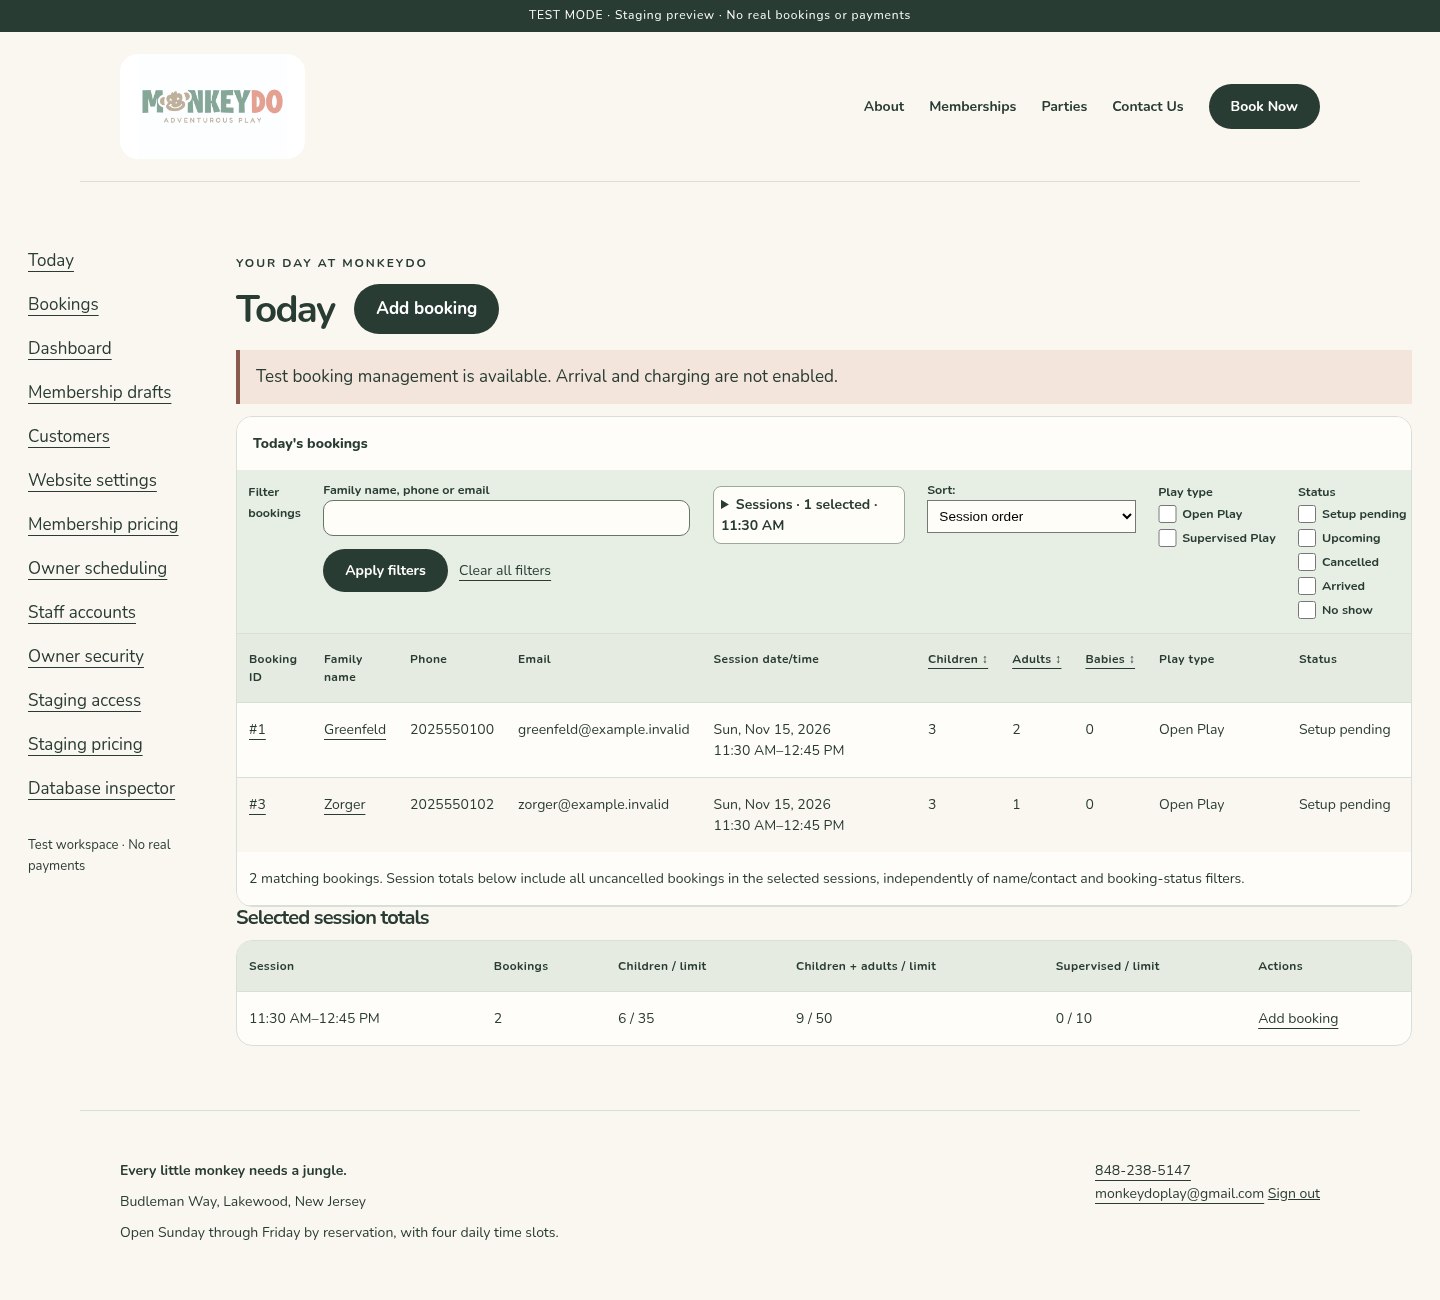 TEST MODE · Staging preview · No real bookings or payments
MONKEYDO
ADVENTUROUS PLAY
About Memberships Parties Contact Us Book Now
Today
Bookings
Dashboard
Membership drafts
Customers
Website settings
Membership pricing
Owner scheduling
Staff accounts
Owner security
Staging access
Staging pricing
Database inspector
Test workspace · No real
payments
YOUR DAY AT MONKEYDO
Today Add booking
Test booking management is available. Arrival and charging are not enabled.
Today's bookings
Filter
bookings
Family name, phone or email
Apply filters Clear all filters
▶ Sessions · 1 selected ·
11:30 AM
Sort:
Session order
Play type
Open Play
Supervised Play
Status
Setup pending
Upcoming
Cancelled
Arrived
No show
Booking ID Family name Phone Email Session date/time Children ↕ Adults ↕ Babies ↕ Play type Status
#1 Greenfeld 2025550100 greenfeld@example.invalid Sun, Nov 15, 2026 3 2 0 Open Play Setup pending
11:30 AM–12:45 PM
#3 Zorger 2025550102 zorger@example.invalid Sun, Nov 15, 2026 3 1 0 Open Play Setup pending
11:30 AM–12:45 PM
2 matching bookings. Session totals below include all uncancelled bookings in the selected sessions, independently of name/contact and booking-status filters.
Selected session totals
Session Bookings Children / limit Children + adults / limit Supervised / limit Actions
11:30 AM–12:45 PM 2 6 / 35 9 / 50 0 / 10 Add booking
Every little monkey needs a jungle.
Budleman Way, Lakewood, New Jersey
Open Sunday through Friday by reservation, with four daily time slots.
848-238-5147
monkeydoplay@gmail.com Sign out